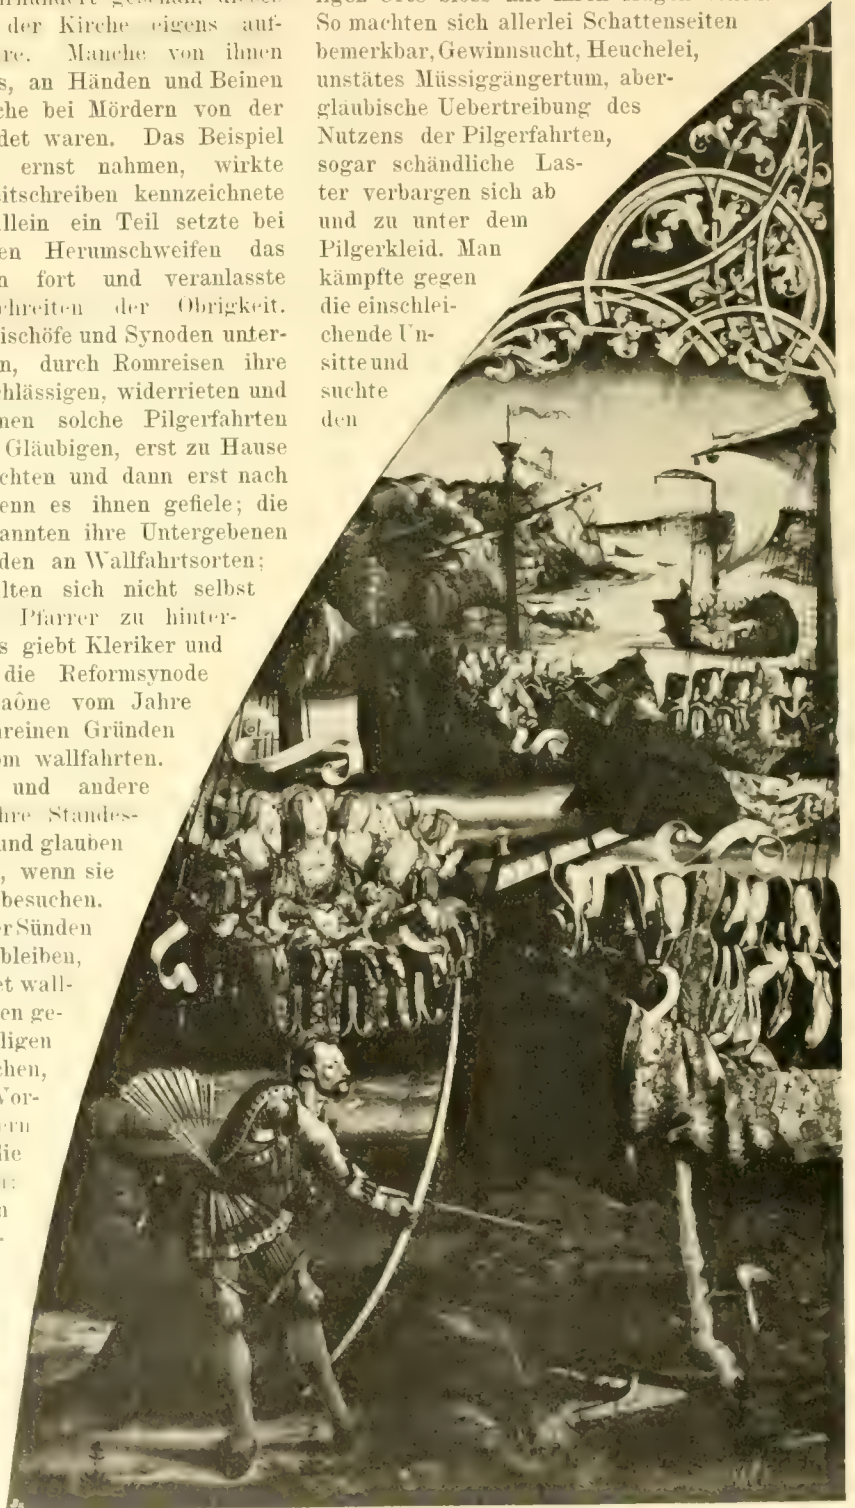 der Kirche eigens auf-
re. Manche von ihnen
s, an Händen und Beinen
che bei Mördern von der
det waren. Das Beispiel
ernst nahmen, wirkte
itschreiben kennzeichnete
llein ein Teil setzte bei
en Herumschweifen das
n fort und veranlasste
chreiten der Obrigkeit.
ischöfe und Synoden unter-
n, durch Romreisen ihre
hlässigen, widerrieten und
nen solche Pilgerfahrten
Gläubigen, erst zu Hause
chten und dann erst nach
enn es ihnen gefiele; die
annten ihre Untergebenen
den an Wallfahrtsorten;
lten sich nicht selbst
Pfarrer zu hinter-
s giebt Kleriker und
die Reformsynode
aône vom Jahre
nreinen Gründen
m wallfahrten.
und andere
hre Standes-
und glauben
, wenn sie
besuchen.
er Sünden
bleiben,
et wall-
en ge-
ligen
chen,
Vor-
ern
lie
n
So machten sich allerlei Schattenseiten
bemerkbar, Gewinnsucht, Heuchelei,
unstätes Müssiggängertum, aber-
gläubische Uebertreibung des
Nutzens der Pilgerfahrten,
sogar schändliche Las-
ter verbargen sich ab
und zu unter dem
Pilgerkleid. Man
kämpfte gegen
die einschlei-
chende Un-
sitte und
suchte
den